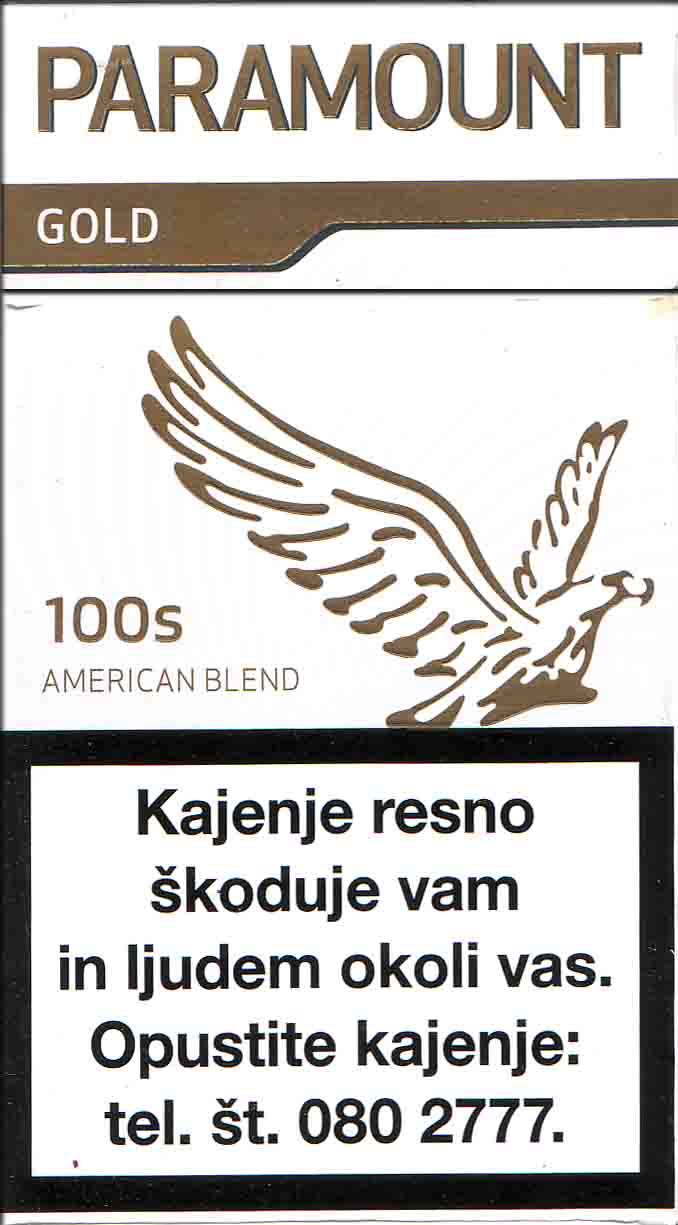 PARAMOUNT
GOLD
100s
AMERICAN BLEND
Kajenje resno
škoduje vam
in ljudem okoli vas.
Opustite kajenje:
tel. št. 080 2777.